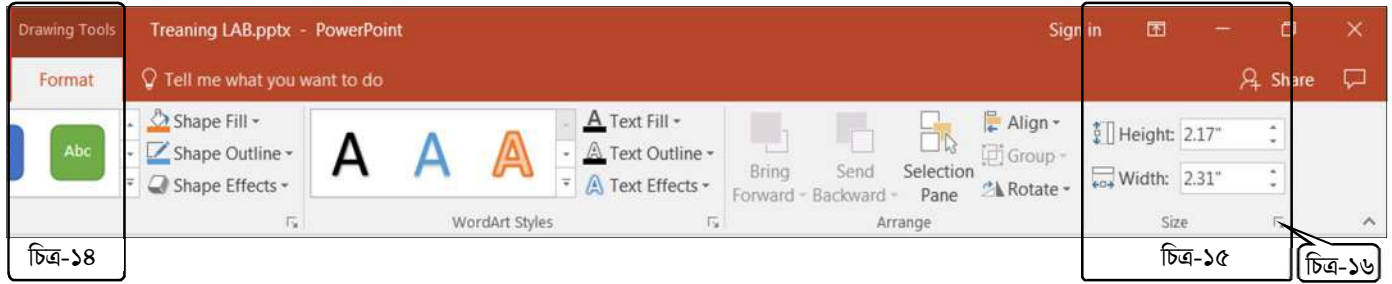 Drawing Tools Treaning LAB.pptx - PowerPoint Sign in
Format Tell me what you want to do Share
Abc Shape Fill A A A A Text Fill Align Height: 2.17"
Shape Outline A Text Outline Group
Shape Effects A Text Effects Rotate Width: 2.31"
Bring Forward Send Backward Selection Pane
WordArt Styles Arrange Size
চিত্র-১৪ চিত্র-১৫ চিত্র-১৬